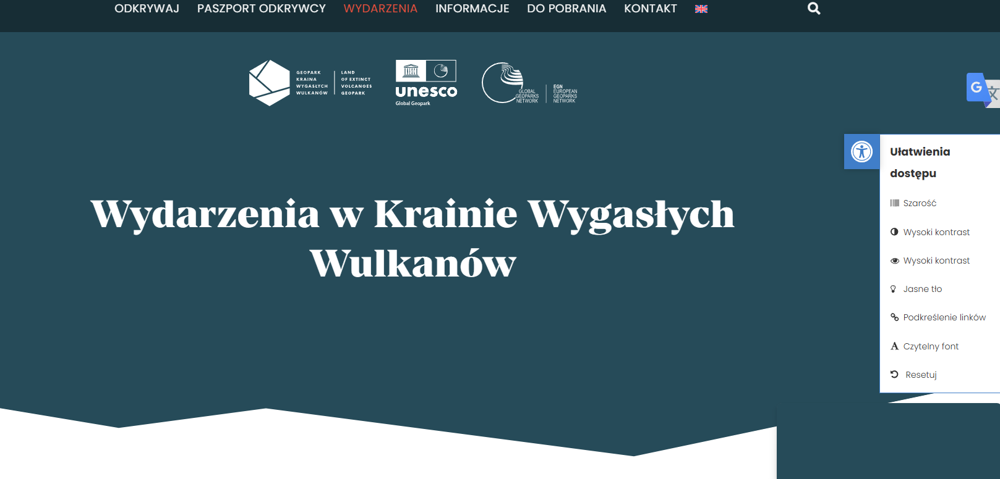 ODKRYWAJ PASZPORT ODKRYWCY WYDARZENIA INFORMACJE DO POBRANIA KONTAKT
GEOPARK
KRAINA
WYGASŁYCH
WULKANÓW
LAND
OF EXTINCT
VOLCANOES
GEOPARK
unesco
Global Geopark
GLOBAL
GEOPARKS
NETWORK
EGN
EUROPEAN
GEOPARKS
NETWORK
G 文
Ułatwienia
dostępu
Szarość
Wysoki kontrast
Wysoki kontrast
Jasne tło
Podkreślenie linków
Czytelny font
Resetuj
Wydarzenia w Krainie Wygasłych
Wulkanów